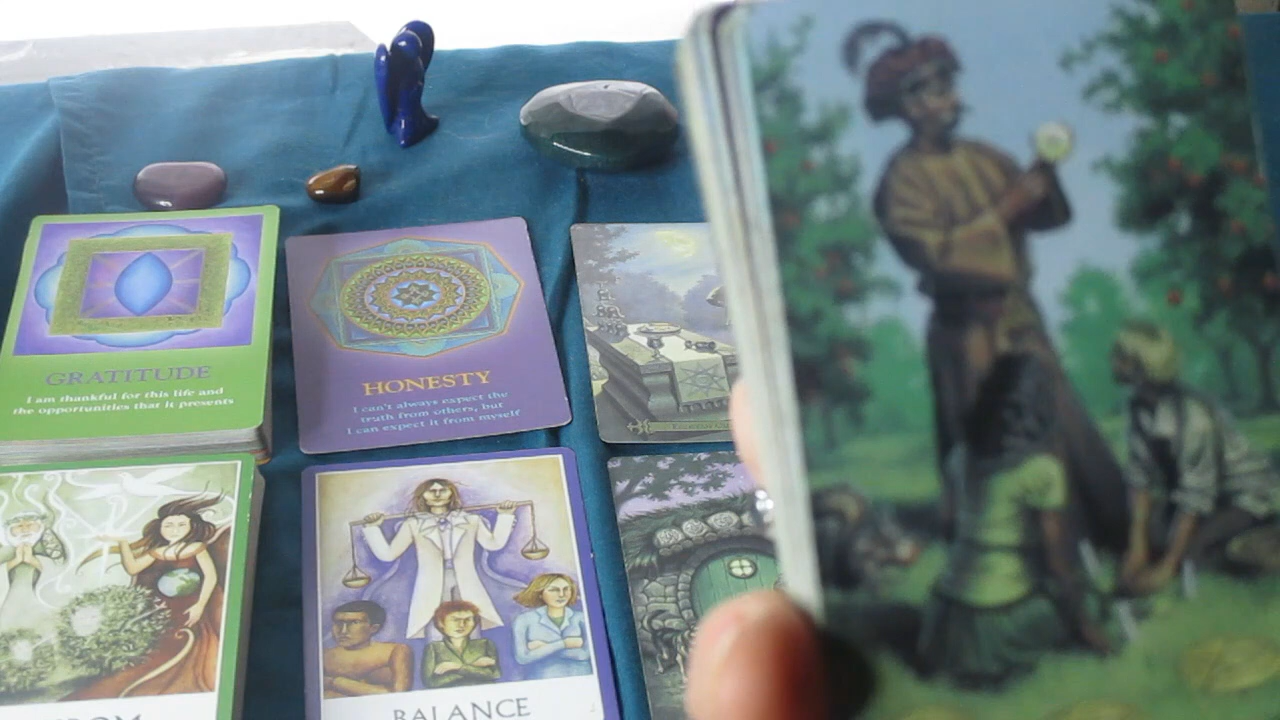 GRATITUDE
I am thankful for this life and
the opportunities that it presents
HONESTY
I can't always expect the
truth from others, but
I can expect it from myself
BALANCE